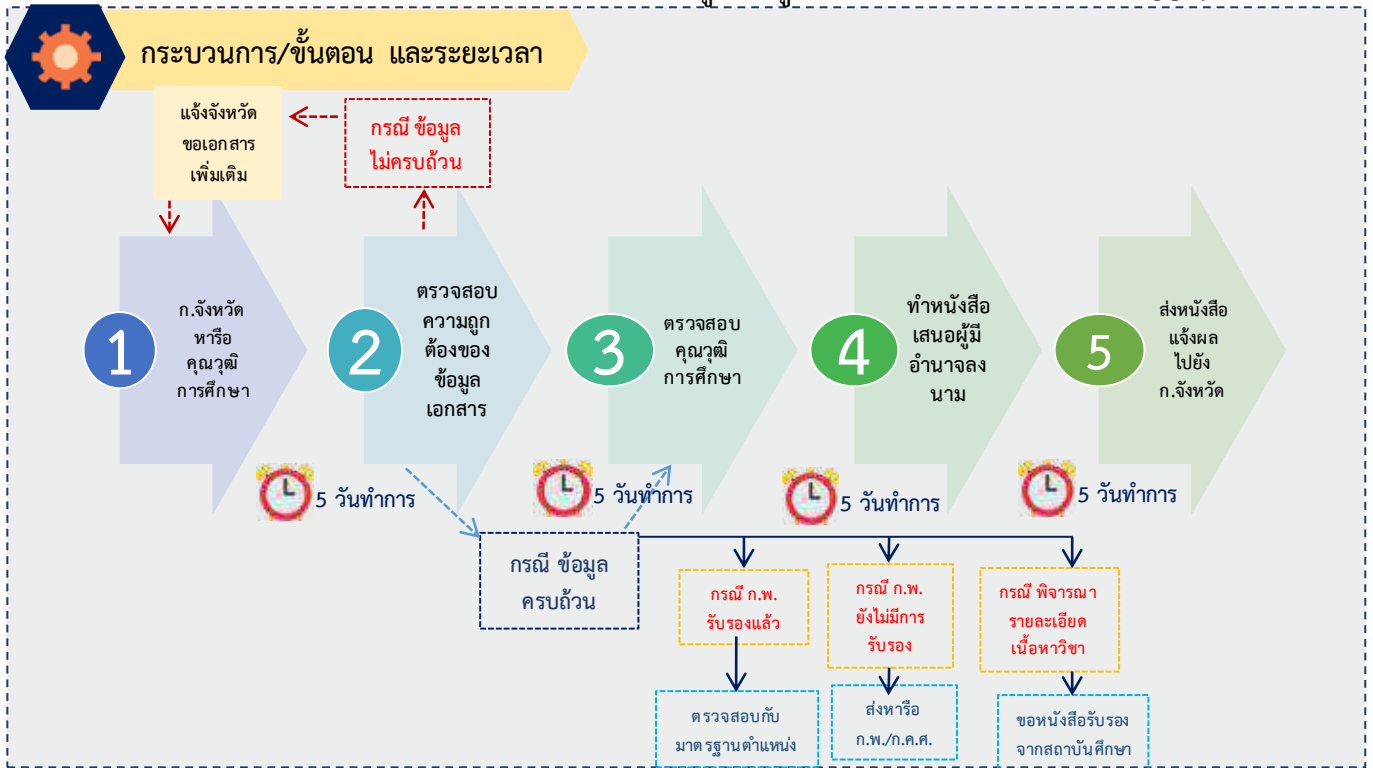 กระบวนการ/ขั้นตอน และระยะเวลา
แจ้งจังหวัด
ขอเอกสาร
เพิ่มเติม
กรณี ข้อมูล
ไม่ครบถ้วน
1
ก.จังหวัด
หารือ
คุณวุฒิ
การศึกษา
2
ตรวจสอบ
ความถูก
ต้องของ
ข้อมูล
เอกสาร
3
ตรวจสอบ
คุณวุฒิ
การศึกษา
4
ทำหนังสือ
เสนอผู้มี
อำนาจลง
นาม
5
ส่งหนังสือ
แจ้งผล
ไปยัง
ก.จังหวัด
5 วันทำการ
5 วันทำการ
5 วันทำการ
5 วันทำการ
กรณี ข้อมูล
ครบถ้วน
กรณี ก.พ.
รับรองแล้ว
กรณี ก.พ.
ยังไม่มีการ
รับรอง
กรณี พิจารณา
รายละเอียด
เนื้อหาวิชา
ตรวจสอบกับ
มาตรฐานตำแหน่ง
ส่งหารือ
ก.พ./ก.ค.ศ.
ขอหนังสือรับรอง
จากสถาบันศึกษา